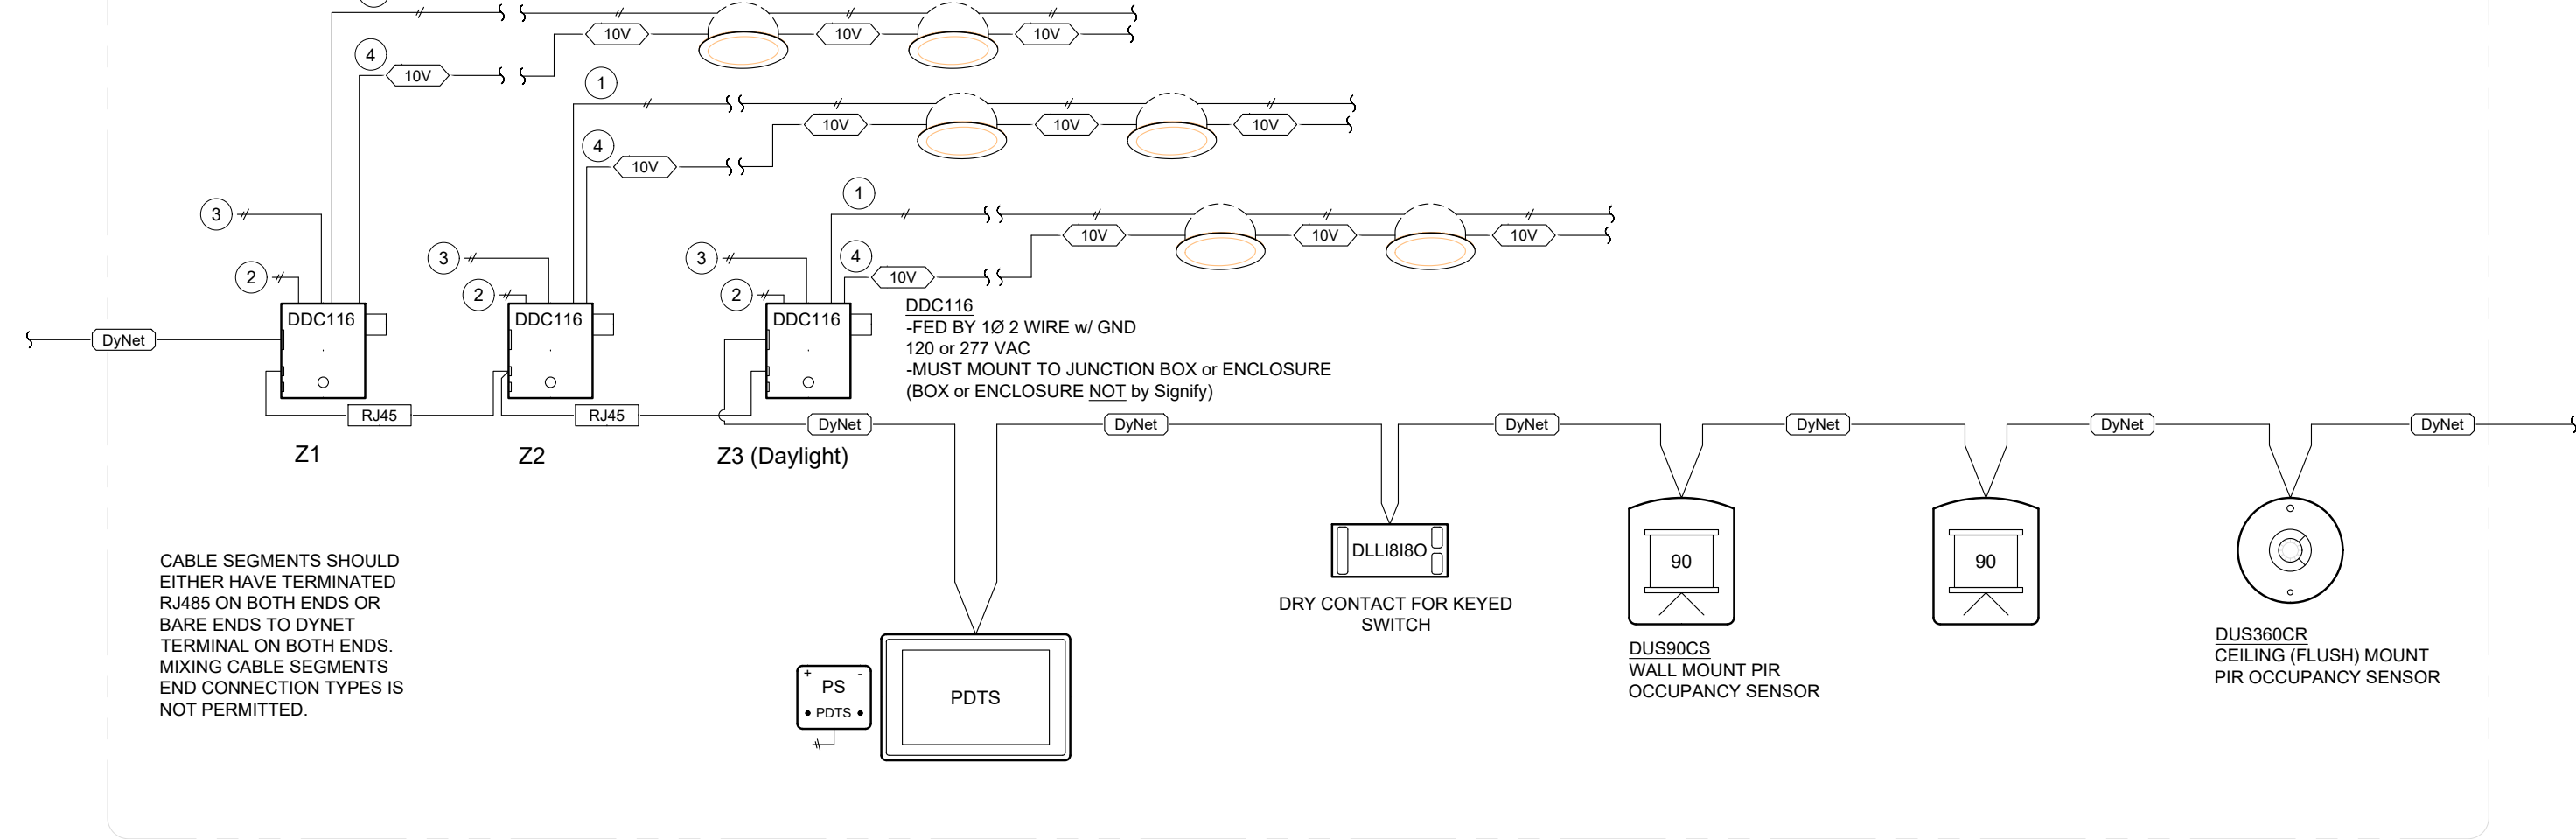 10V
10V
10V
4
10V
1
10V
10V
10V
4
10V
1
3
10V
10V
10V
3
3
4
10V
2
2
2
DDC116
DDC116
DDC116
DDC116
-FED BY 1Ø 2 WIRE w/ GND
120 or 277 VAC
-MUST MOUNT TO JUNCTION BOX or ENCLOSURE
(BOX or ENCLOSURE NOT by Signify)
DyNet
RJ45
RJ45
DyNet
DyNet
DyNet
DyNet
DyNet
DyNet
Z1
Z2
Z3 (Daylight)
CABLE SEGMENTS SHOULD
EITHER HAVE TERMINATED
RJ485 ON BOTH ENDS OR
BARE ENDS TO DYNET
TERMINAL ON BOTH ENDS.
MIXING CABLE SEGMENTS
END CONNECTION TYPES IS
NOT PERMITTED.
+ -
PS
PDTS
PDTS
DLLI8I8O
DRY CONTACT FOR KEYED
SWITCH
90
DUS90CS
WALL MOUNT PIR
OCCUPANCY SENSOR
90
DUS360CR
CEILING (FLUSH) MOUNT
PIR OCCUPANCY SENSOR